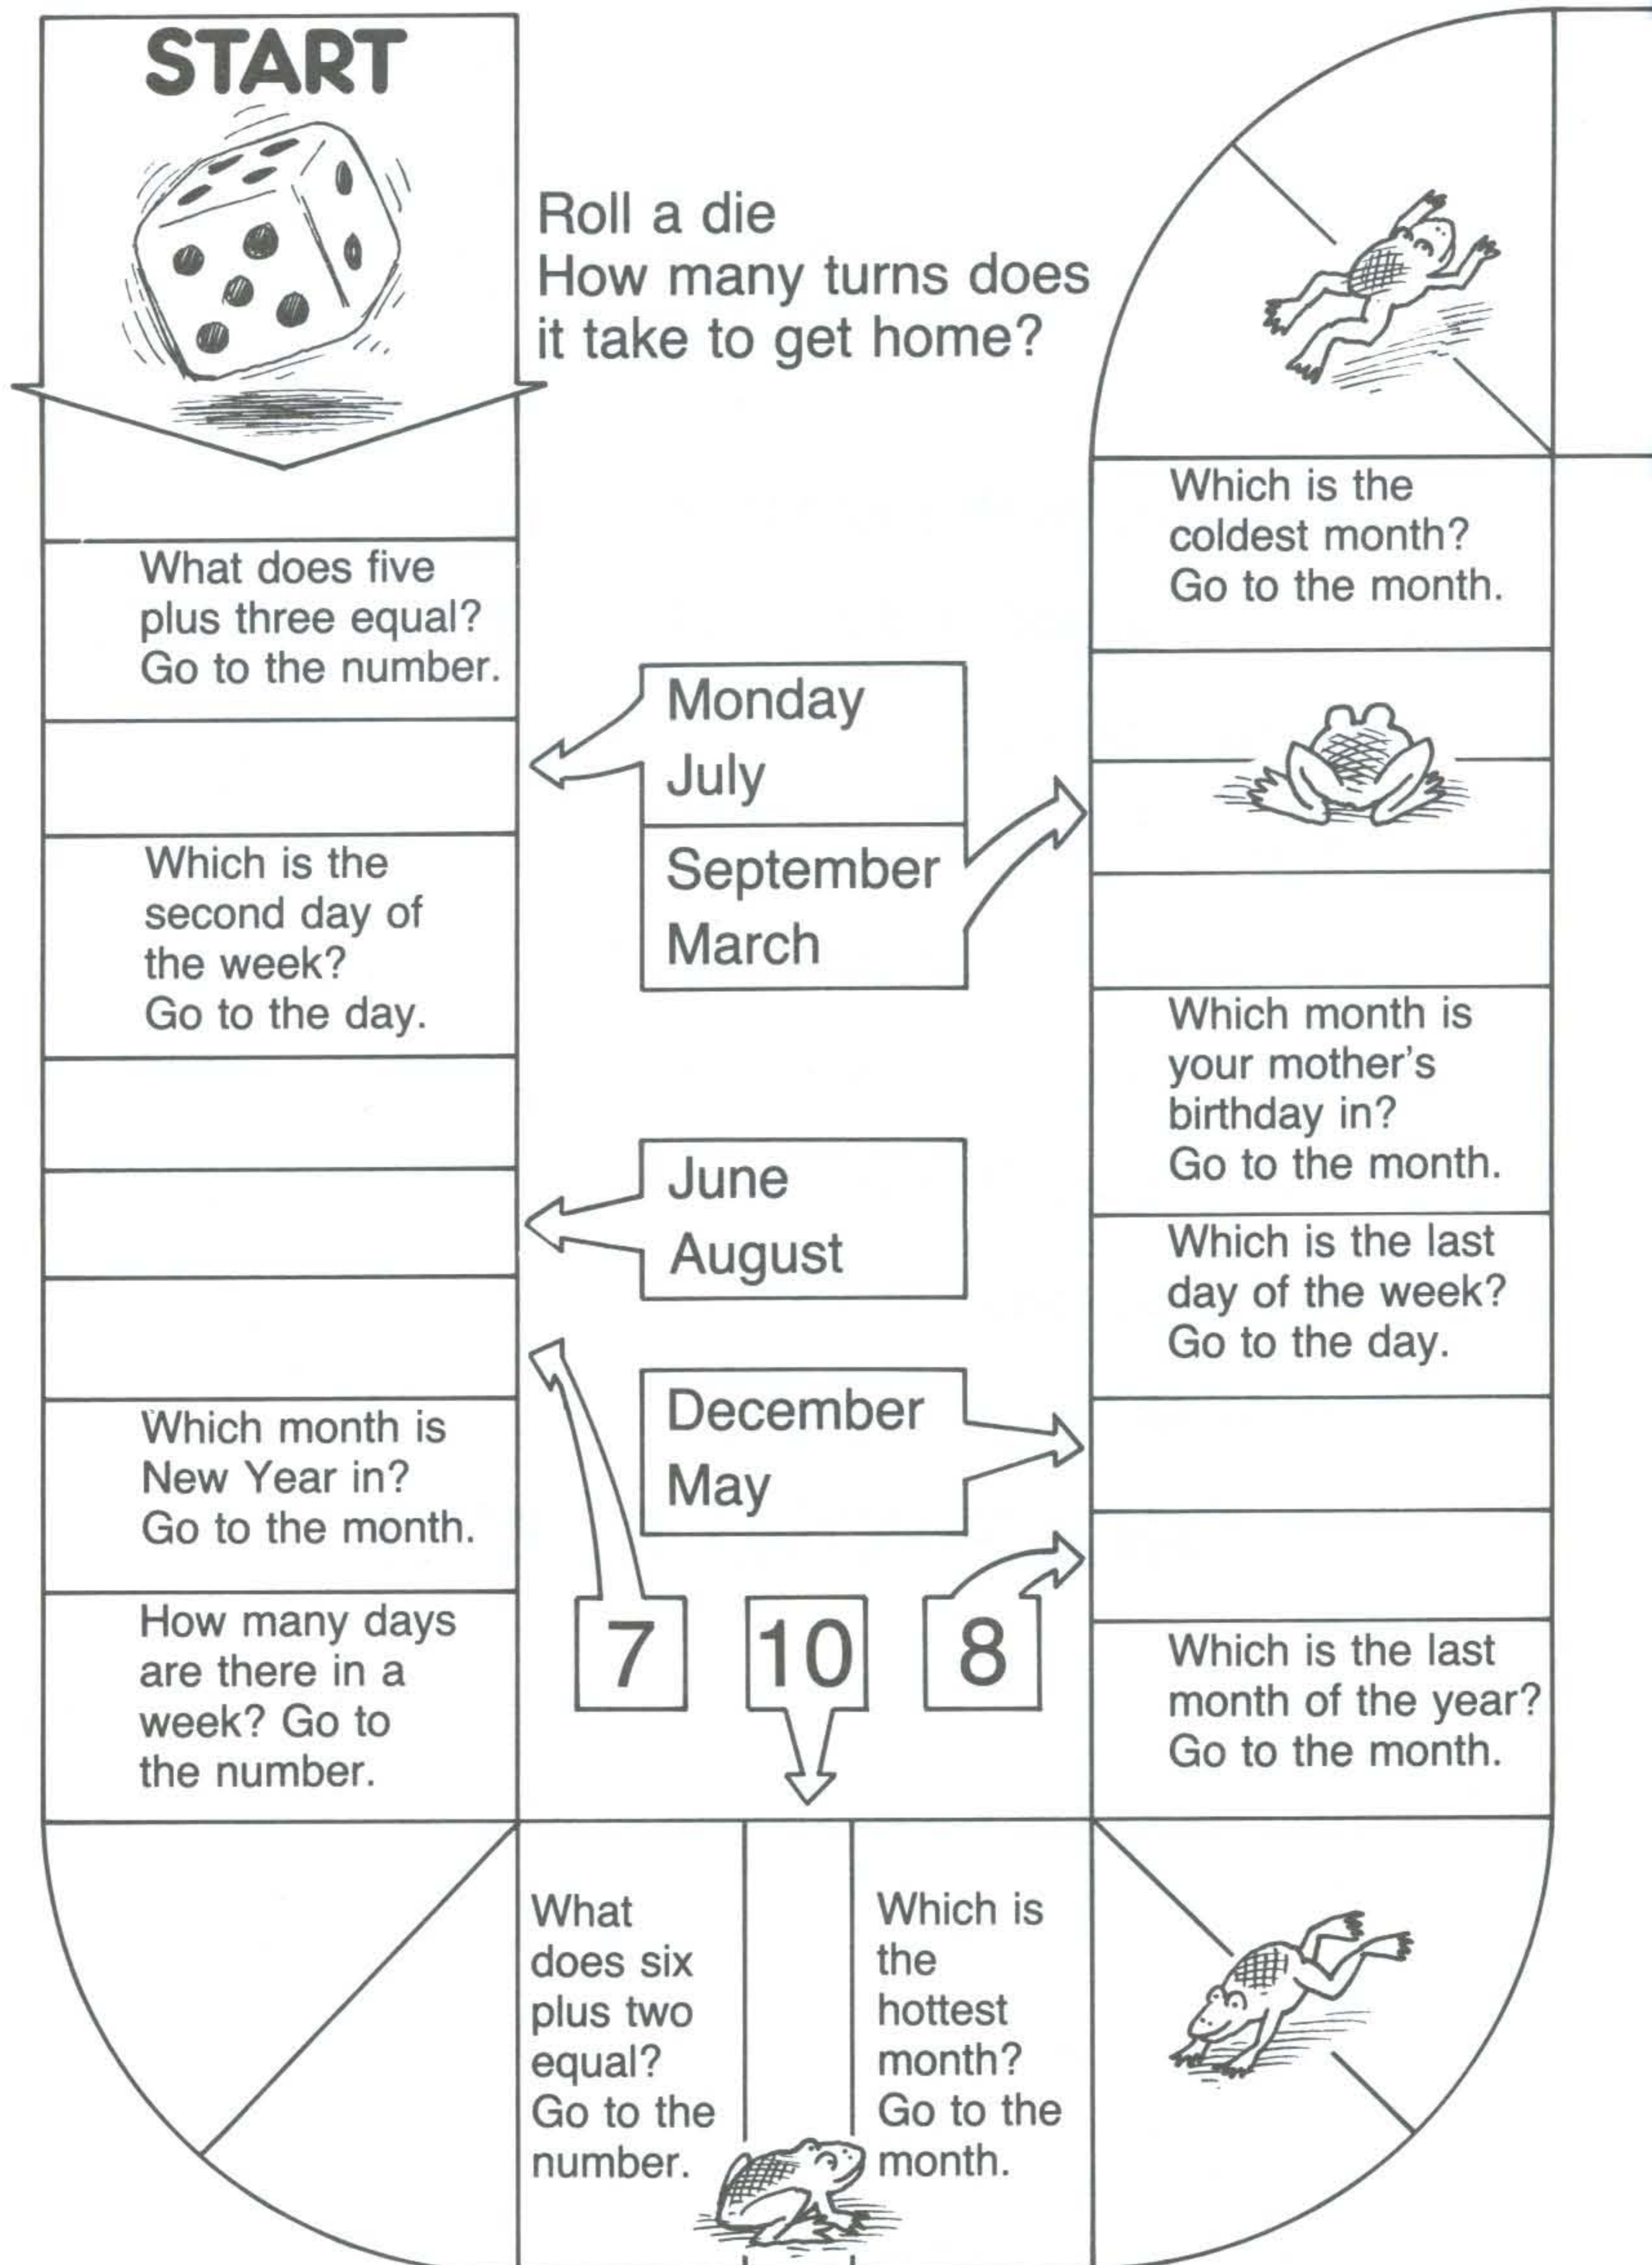 START
Roll a die
How many turns does
it take to get home?
What does five
plus three equal?
Go to the number.
Which is the
second day of
the week?
Go to the day.
Which month is
New Year in?
Go to the month.
How many days
are there in a
week? Go to
the number.
What
does six
plus two
equal?
Go to the
number.
Which is
the
hottest
month?
Go to the
month.
Which is the last
month of the year?
Go to the month.
Which is the last
day of the week?
Go to the day.
Which month is
your mother's
birthday in?
Go to the month.
Which is the
coldest month?
Go to the month.
Monday
July
September
March
June
August
December
May
7
10
8